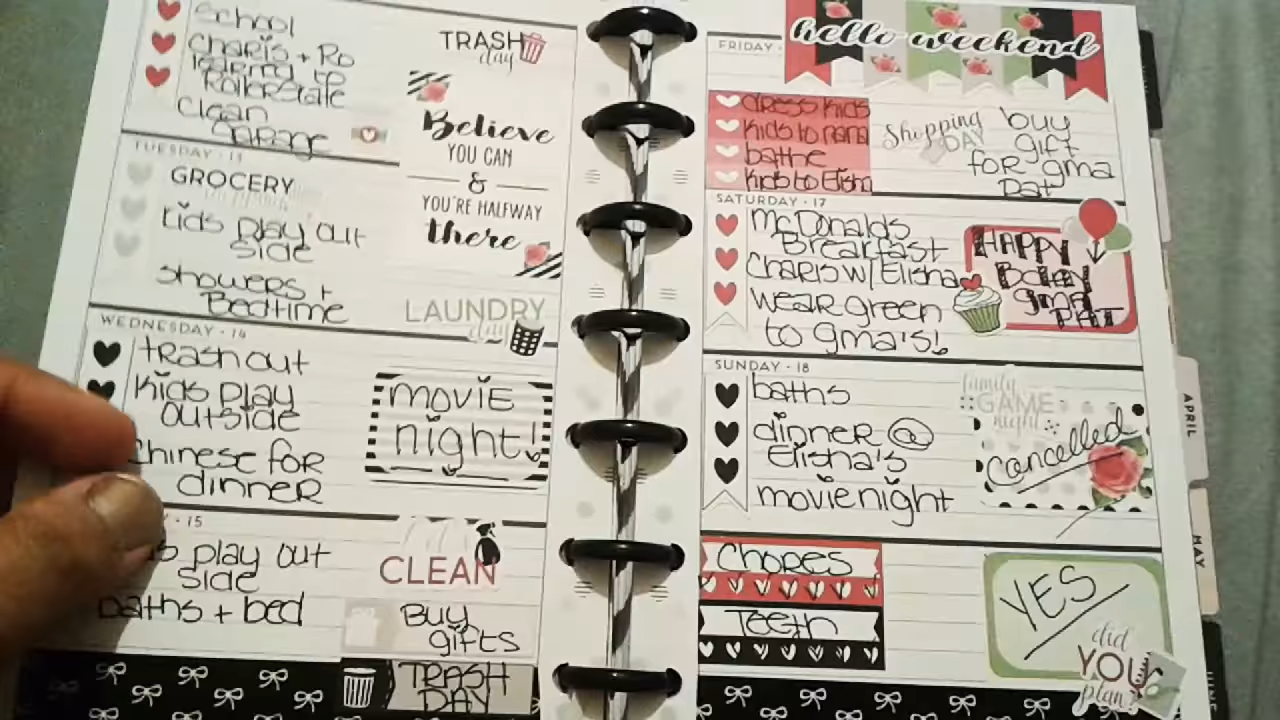 School
Charis + Ro
to
Rollerskate
Clean
Garage
TRASH
day
Believe
YOU CAN
&
YOU'RE HALFWAY
there
TUESDAY · 13
GROCERY
kids play out
side
showers +
Bedtime
LAUNDRY
day
WEDNESDAY · 14
trash out
kids play
outside
Chinese for
dinner
movie
night!
· 15
play out
side
baths + bed
CLEAN
Buy
gifts
TRASH
DAY
FRIDAY ·
hello weekend
dress kids
kids to nana
bathe
kids to Elisha
Shopping
DAY
buy
gift
for gma
Pat
SATURDAY · 17
McDonalds
Breakfast
Charis w/ Elisha
wear green
to gma's!
HAPPY
BDAY
gma
PAT
SUNDAY · 18
baths
dinner @
Elisha's
movie night
family
GAME
night
Cancelled
Chores
Teeth
YES
did
YOU
plan?
APRIL
MAY
JUNE